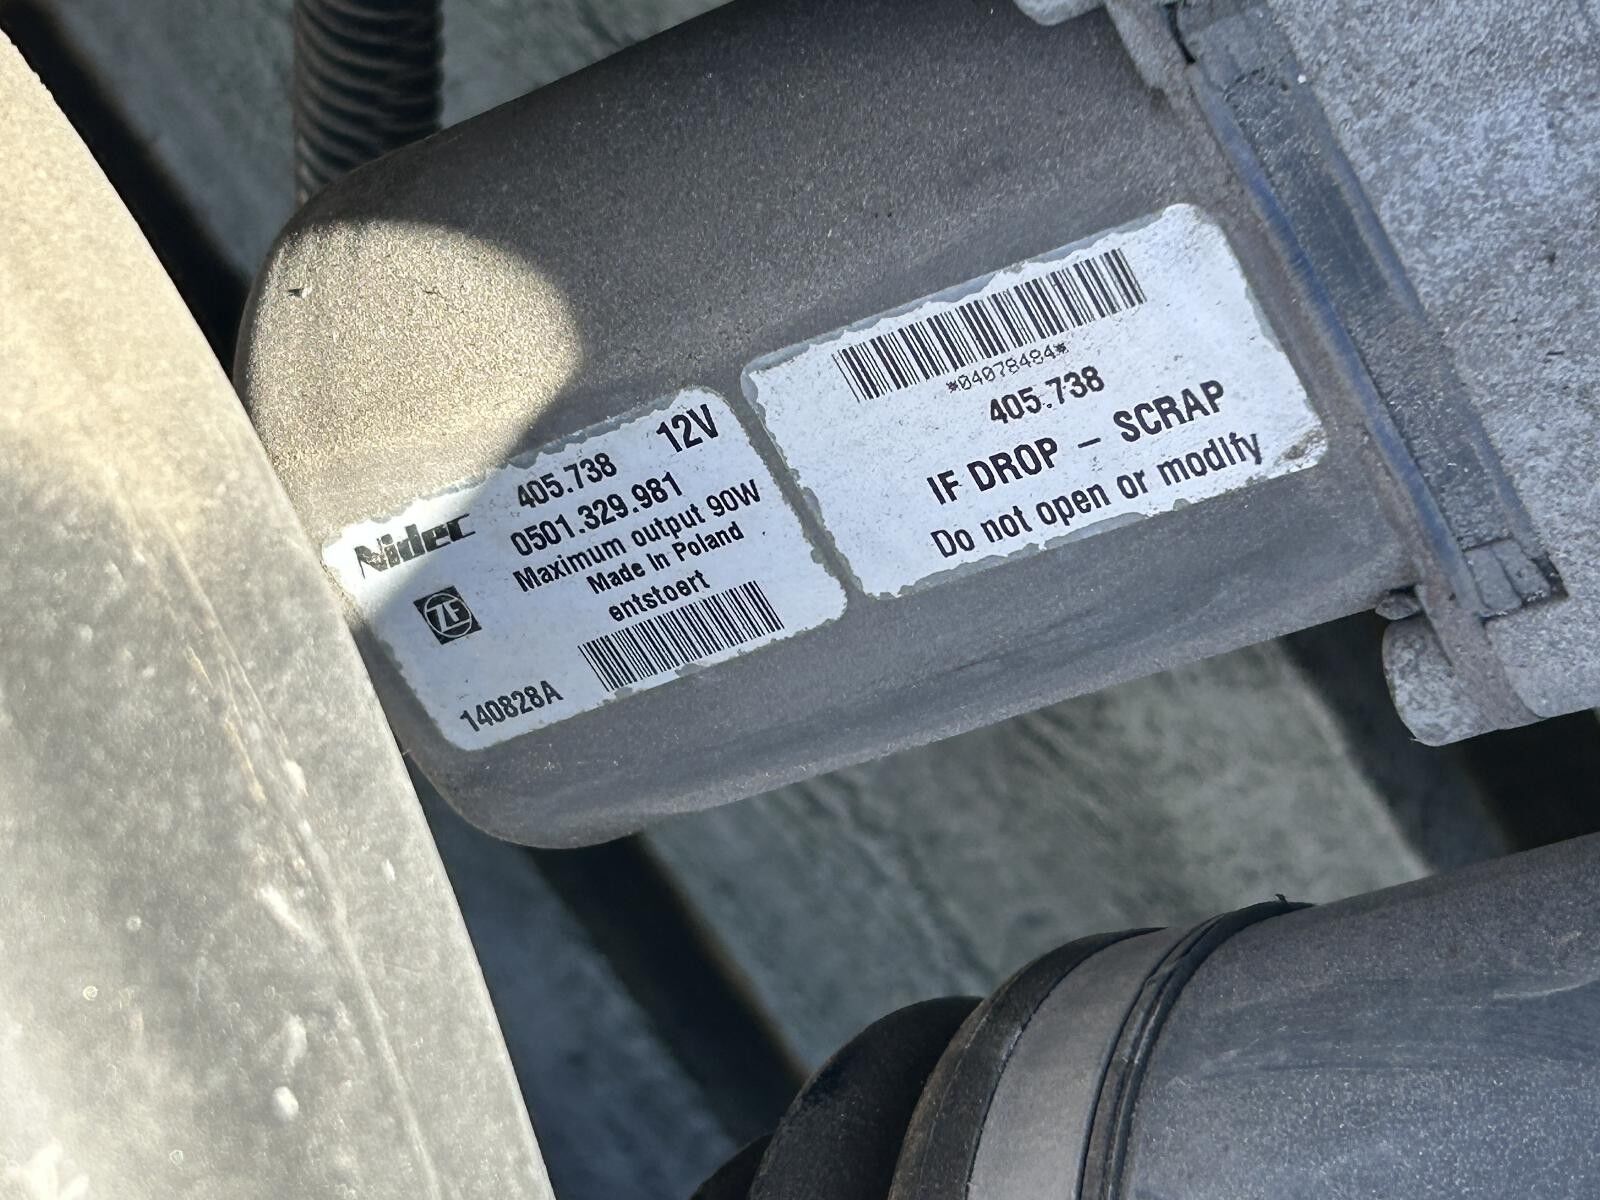 Nidec
405.738 12V
0501.329.981
Maximum output 90W
Made In Poland
entstoert
ZF
140828A
*04078484*
405.738
IF DROP – SCRAP
Do not open or modify